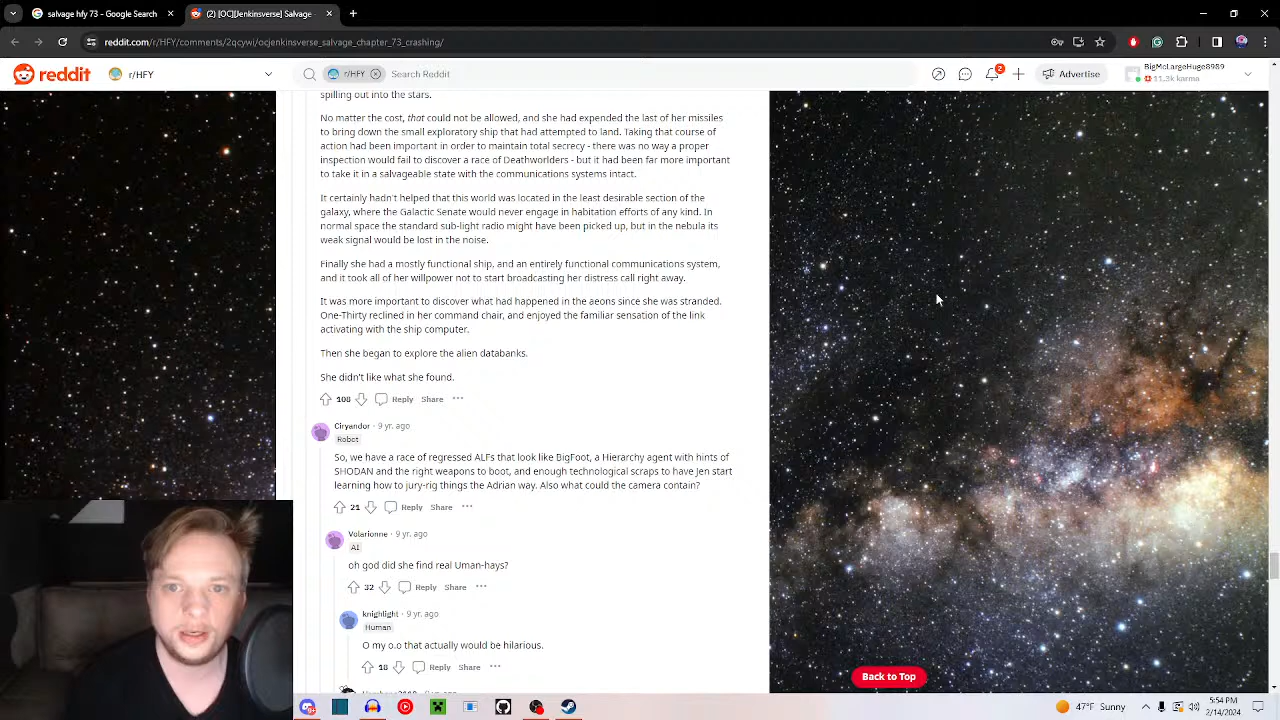 salvage hfy 73 - Google Search
(2) [OC][Jenkinsverse] Salvage
reddit.com/r/HFY/comments/2qcywi/ocjenkinsverse_salvage_chapter_73_crashing/
reddit
r/HFY
r/HFY
Search Reddit
2
Advertise
BigMcLargeHuge8989
11.3k karma
spilling out into the stars.
No matter the cost, that could not be allowed, and she had expended the last of her missiles
to bring down the small exploratory ship that had attempted to land. Taking that course of
action had been important in order to maintain total secrecy - there was no way a proper
inspection would fail to discover a race of Deathworlders - but it had been far more important
to take it in a salvageable state with the communications systems intact.
It certainly hadn't helped that this world was located in the least desirable section of the
galaxy, where the Galactic Senate would never engage in habitation efforts of any kind. In
normal space the standard sub-light radio might have been picked up, but in the nebula its
weak signal would be lost in the noise.
Finally she had a mostly functional ship, and an entirely functional communications system,
and it took all of her willpower not to start broadcasting her distress call right away.
It was more important to discover what had happened in the aeons since she was stranded.
One-Thirty reclined in her command chair, and enjoyed the familiar sensation of the link
activating with the ship computer.
Then she began to explore the alien databanks.
She didn't like what she found.
108 Reply Share ···
Ciryandor · 9 yr. ago
Robot
So, we have a race of regressed ALFs that look like BigFoot, a Hierarchy agent with hints of
SHODAN and the right weapons to boot, and enough technological scraps to have Jen start
learning how to jury-rig things the Adrian way. Also what could the camera contain?
21 Reply Share ···
Volarionne · 9 yr. ago
AI
oh god did she find real Uman-hays?
32 Reply Share ···
knighlight · 9 yr. ago
Human
O my o.o that actually would be hilarious.
18 Reply Share ···
Back to Top
47°F Sunny
5:54 PM
2/14/2024